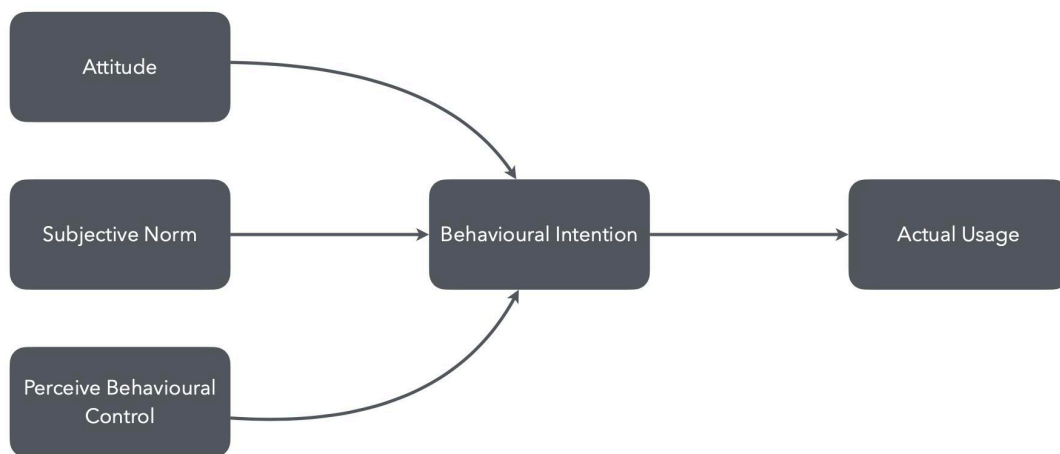 Attitude
Subjective Norm
Behavioural Intention
Actual Usage
Perceive Behavioural
Control